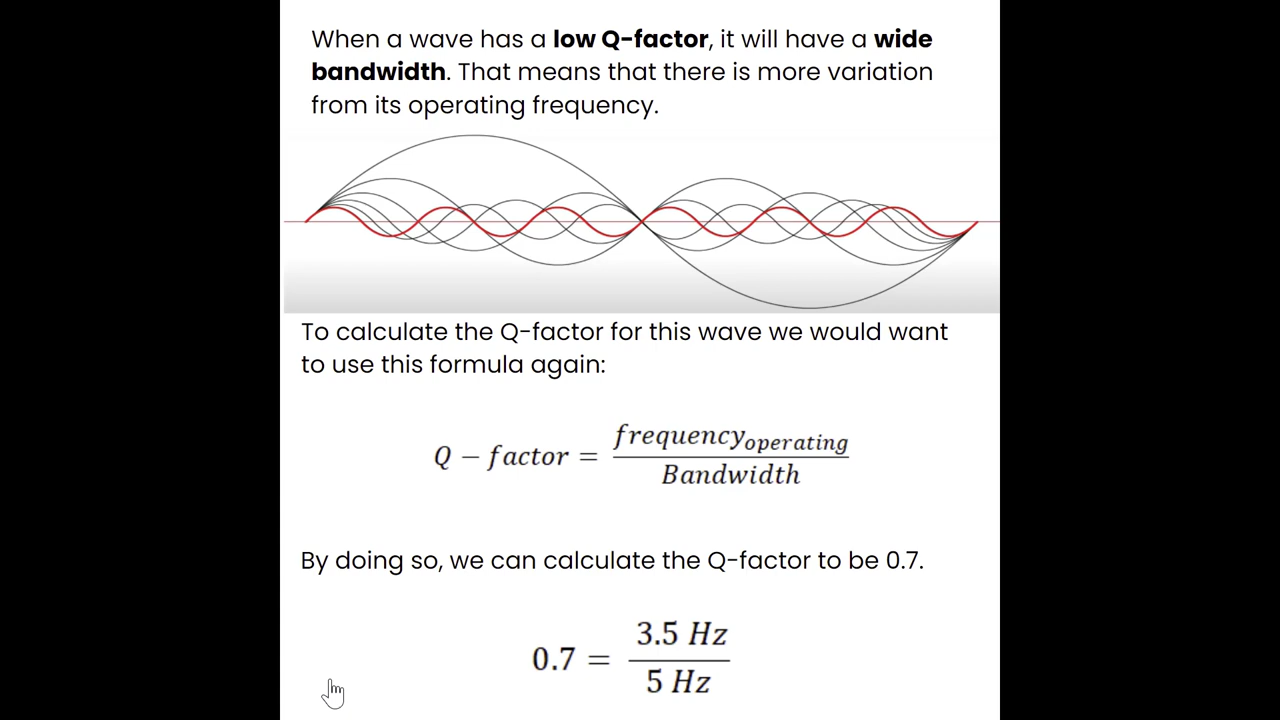 When a wave has a low Q-factor, it will have a wide
bandwidth. That means that there is more variation
from its operating frequency.
To calculate the Q-factor for this wave we would want
to use this formula again:
Q − factor = frequency_operating / Bandwidth
By doing so, we can calculate the Q-factor to be 0.7.
0.7 = 3.5 Hz / 5 Hz